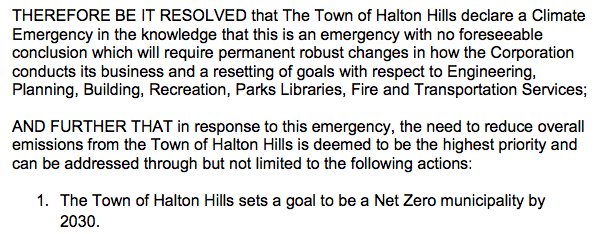 THEREFORE BE IT RESOLVED that The Town of Halton Hills declare a Climate
Emergency in the knowledge that this is an emergency with no foreseeable
conclusion which will require permanent robust changes in how the Corporation
conducts its business and a resetting of goals with respect to Engineering,
Planning, Building, Recreation, Parks Libraries, Fire and Transportation Services;
AND FURTHER THAT in response to this emergency, the need to reduce overall
emissions from the Town of Halton Hills is deemed to be the highest priority and
can be addressed through but not limited to the following actions:
1. The Town of Halton Hills sets a goal to be a Net Zero municipality by
2030.